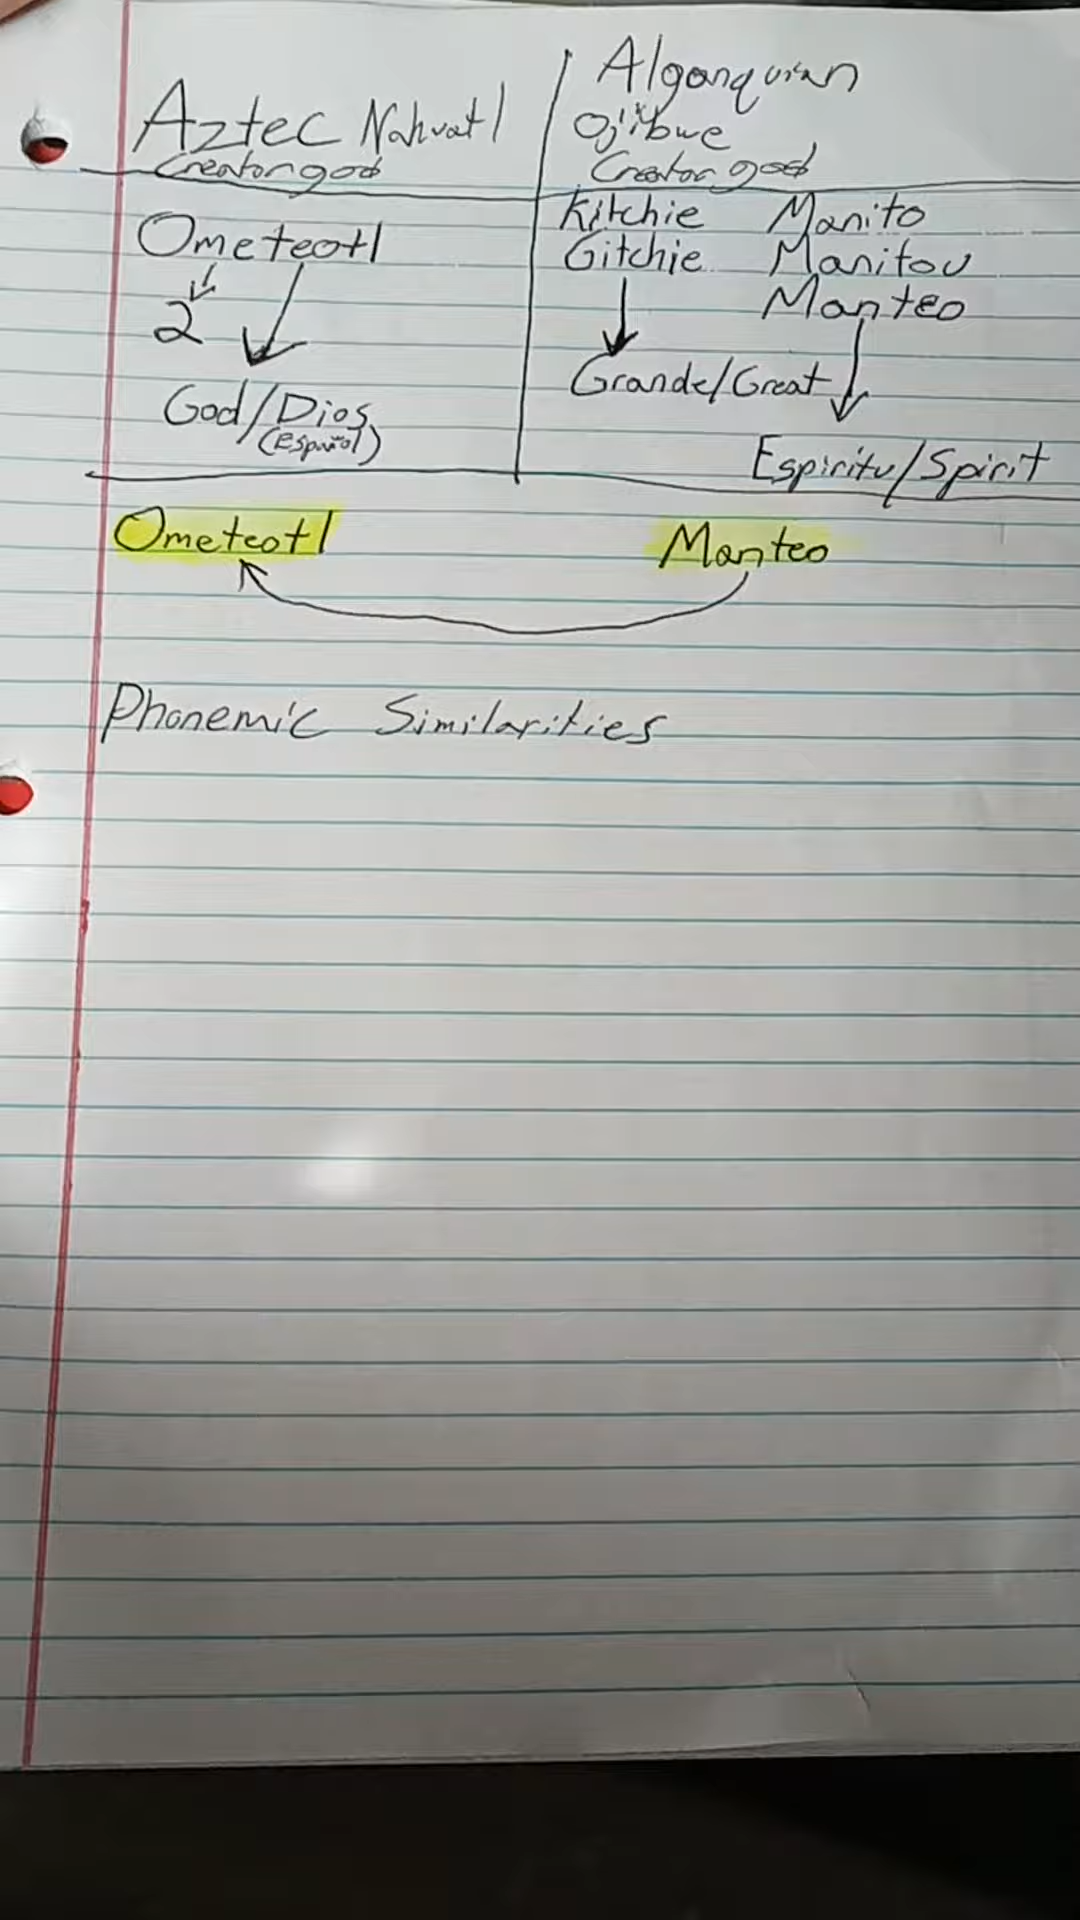 Aztec Nahuatl
Creator god
Ometeotl
2
God/Dios
(Español)
Algonquian
Ojibwe
Creator god
Kitchie Manito
Gitchie Manitou
Manteo
Grande/Great
Espiritu/Spirit
Ometeotl Manteo
Phonemic Similarities